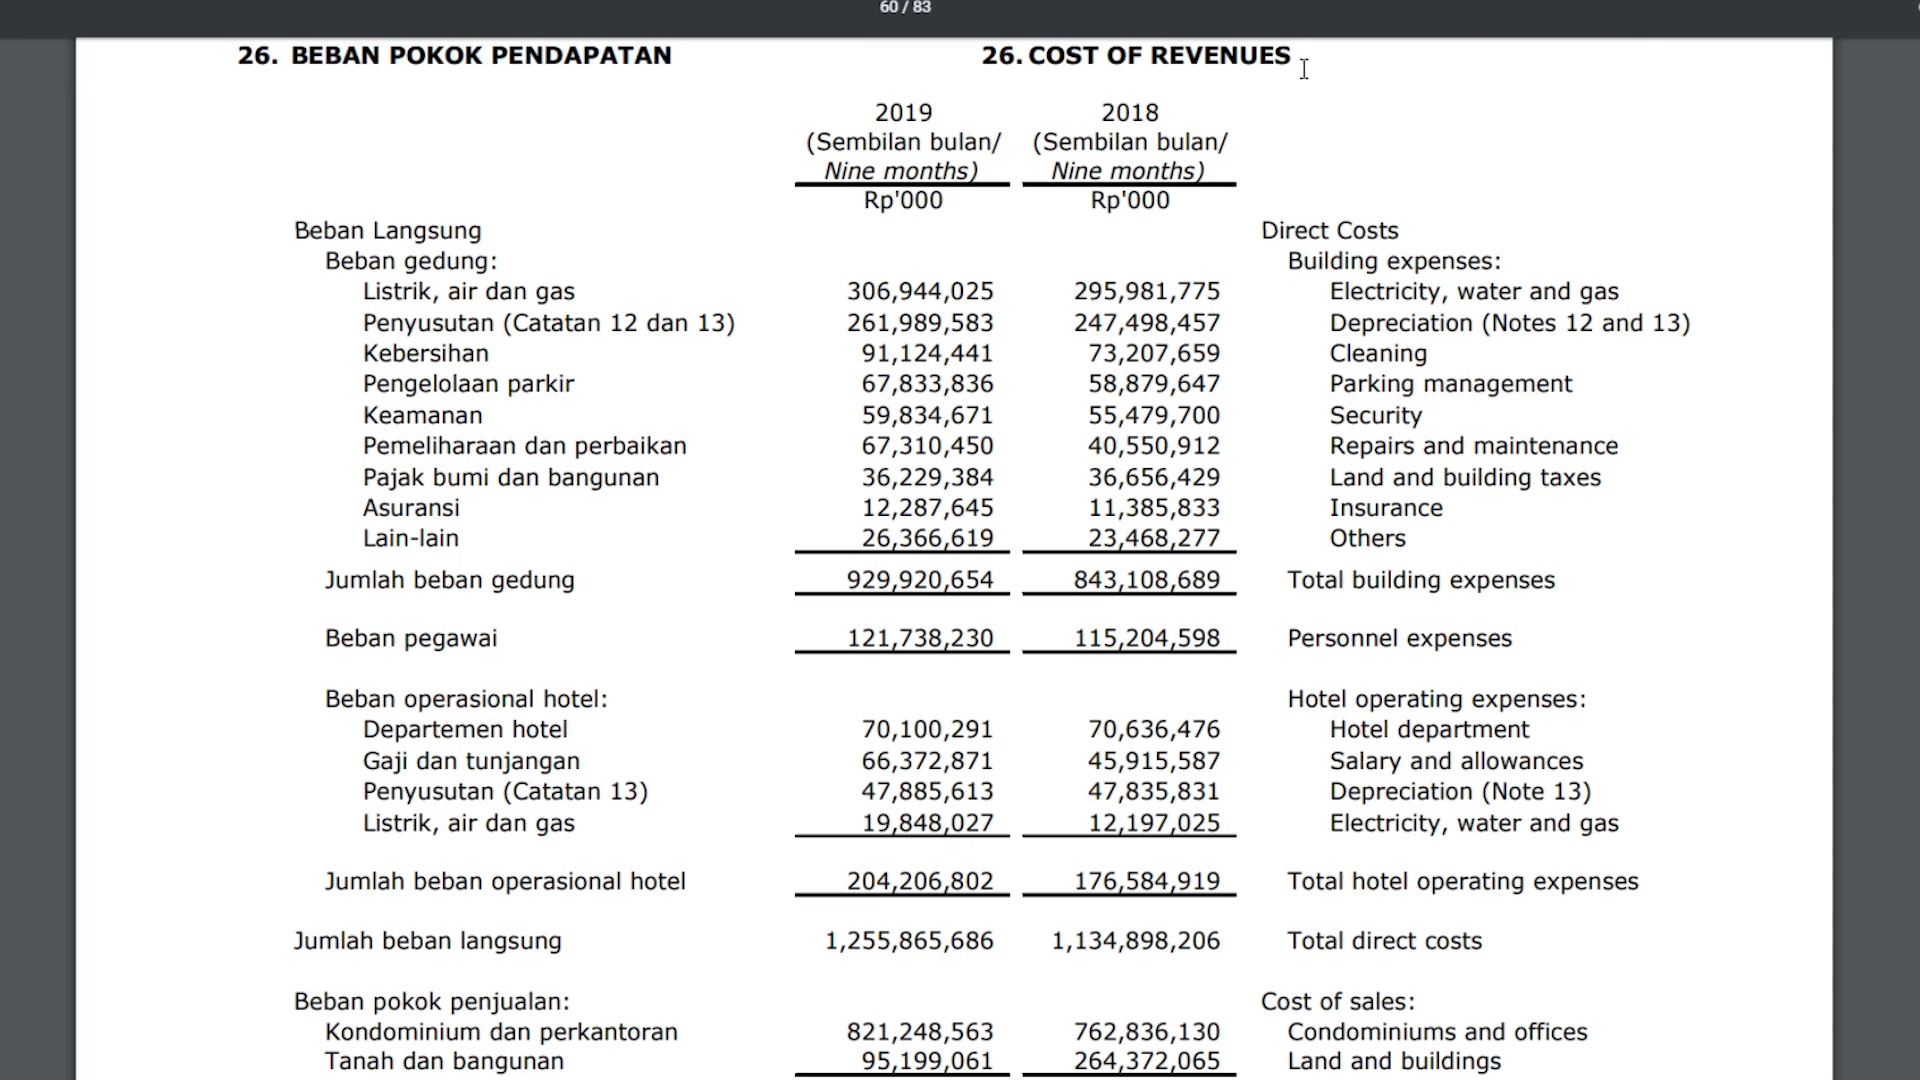 60 / 83
26. BEBAN POKOK PENDAPATAN 26. COST OF REVENUES
2019 2018
(Sembilan bulan/ (Sembilan bulan/
Nine months) Nine months)
Rp'000 Rp'000
Beban Langsung Direct Costs
Beban gedung: Building expenses:
Listrik, air dan gas 306,944,025 295,981,775 Electricity, water and gas
Penyusutan (Catatan 12 dan 13) 261,989,583 247,498,457 Depreciation (Notes 12 and 13)
Kebersihan 91,124,441 73,207,659 Cleaning
Pengelolaan parkir 67,833,836 58,879,647 Parking management
Keamanan 59,834,671 55,479,700 Security
Pemeliharaan dan perbaikan 67,310,450 40,550,912 Repairs and maintenance
Pajak bumi dan bangunan 36,229,384 36,656,429 Land and building taxes
Asuransi 12,287,645 11,385,833 Insurance
Lain-lain 26,366,619 23,468,277 Others
Jumlah beban gedung 929,920,654 843,108,689 Total building expenses
Beban pegawai 121,738,230 115,204,598 Personnel expenses
Beban operasional hotel: Hotel operating expenses:
Departemen hotel 70,100,291 70,636,476 Hotel department
Gaji dan tunjangan 66,372,871 45,915,587 Salary and allowances
Penyusutan (Catatan 13) 47,885,613 47,835,831 Depreciation (Note 13)
Listrik, air dan gas 19,848,027 12,197,025 Electricity, water and gas
Jumlah beban operasional hotel 204,206,802 176,584,919 Total hotel operating expenses
Jumlah beban langsung 1,255,865,686 1,134,898,206 Total direct costs
Beban pokok penjualan: Cost of sales:
Kondominium dan perkantoran 821,248,563 762,836,130 Condominiums and offices
Tanah dan bangunan 95,199,061 264,372,065 Land and buildings